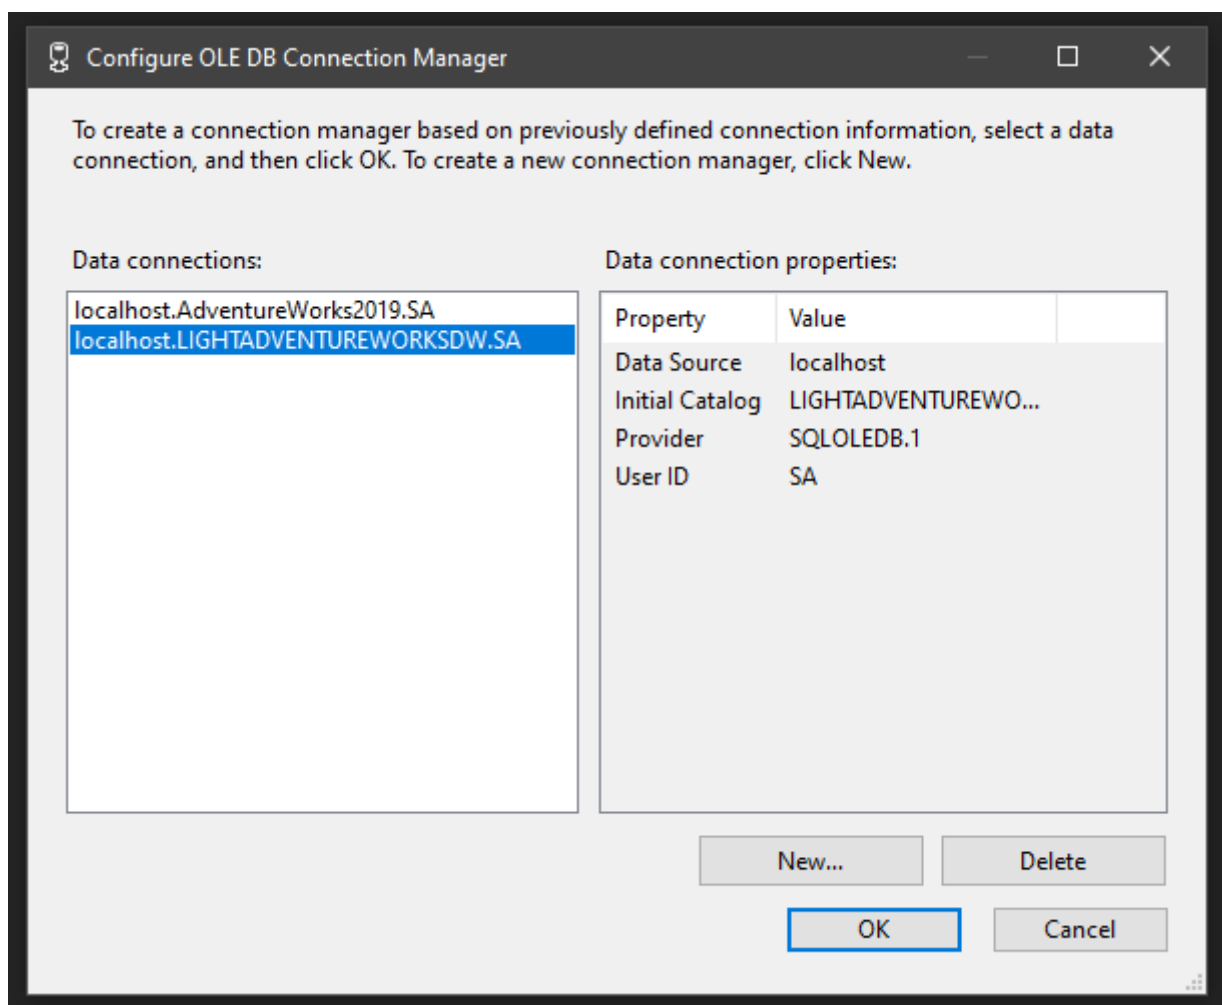 Configure OLE DB Connection Manager
To create a connection manager based on previously defined connection information, select a data
connection, and then click OK. To create a new connection manager, click New.
Data connections:
localhost.AdventureWorks2019.SA
localhost.LIGHTADVENTUREWORKSDW.SA
Data connection properties:
Property Value
Data Source localhost
Initial Catalog LIGHTADVENTUREWO...
Provider SQLOLEDB.1
User ID SA
New... Delete
OK Cancel